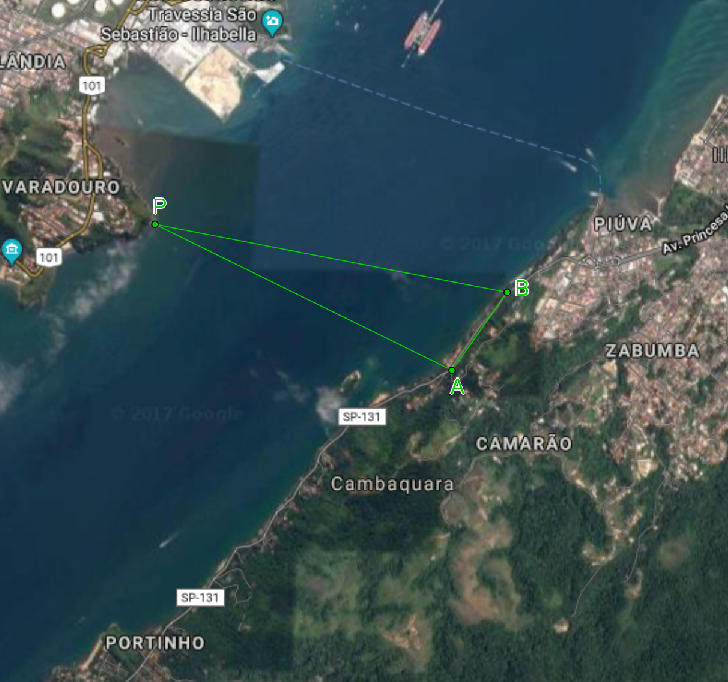 Travessia São
Sebastião - Ilhabella
LÂNDIA
101
VARADOURO
P
101
PIÚVA
Av. Princesa
© 2017 Google
B
ZABUMBA
A
© 2017 Google
SP-131
CAMARÃO
Cambaquara
SP-131
PORTINHO